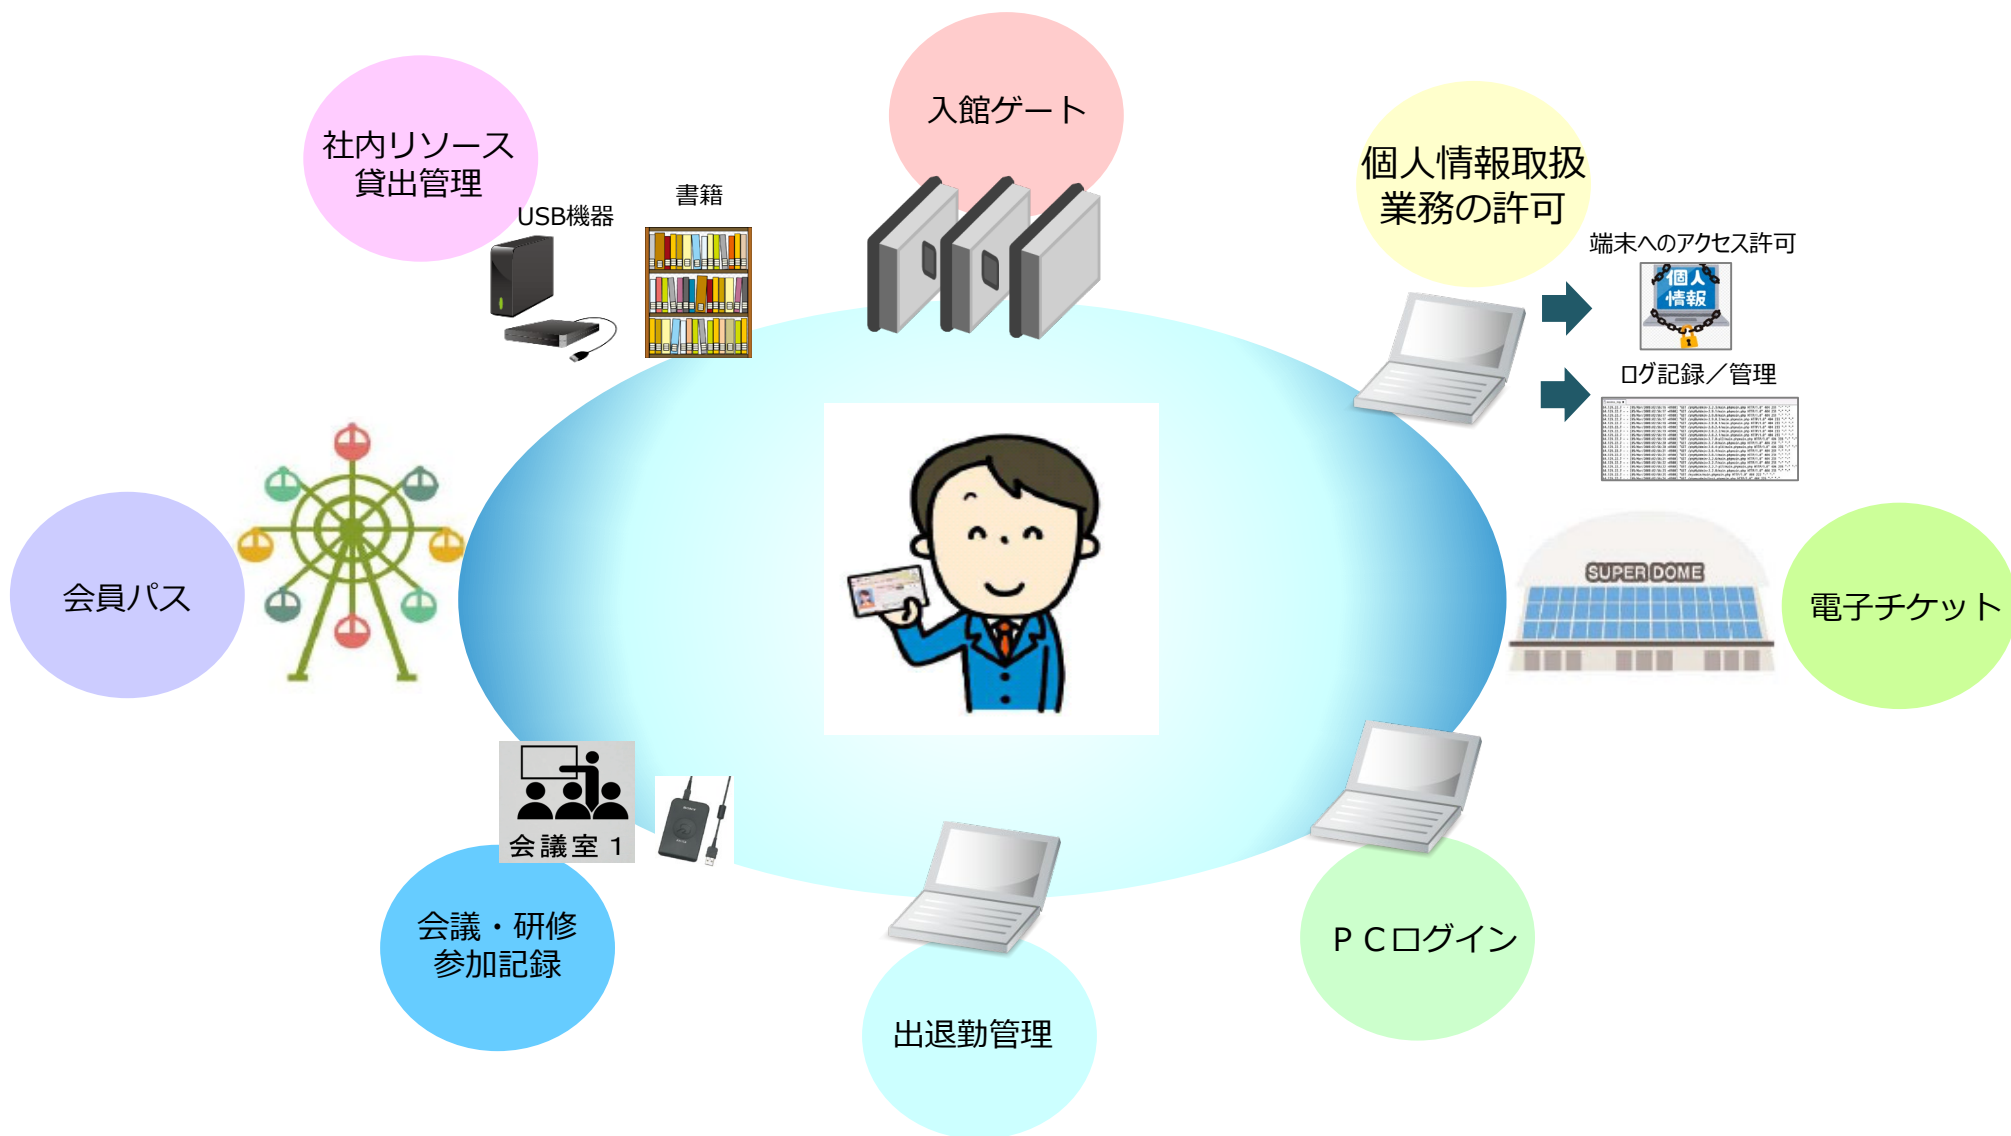 入館ゲート
社内リソース
貸出管理
USB機器
書籍
個人情報取扱
業務の許可
端末へのアクセス許可
個人
情報
ログ記録／管理
会員パス
SUPER DOME
電子チケット
会議室 1
会議・研修
参加記録
ＰＣログイン
出退勤管理